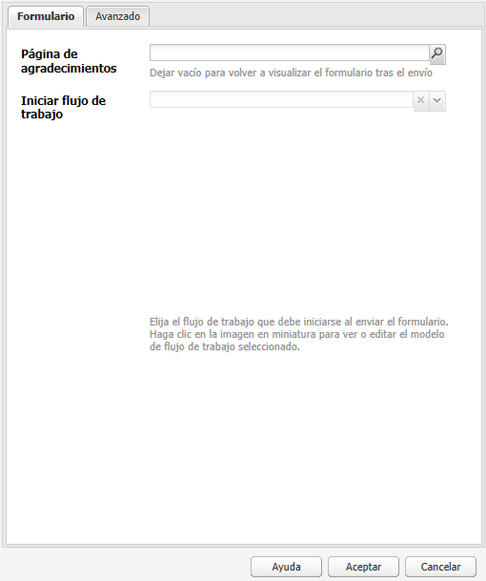 Formulario
Avanzado
Página de
agradecimientos
Dejar vacío para volver a visualizar el formulario tras el envío
Iniciar flujo de
trabajo
Elija el flujo de trabajo que debe iniciarse al enviar el formulario.
Haga clic en la imagen en miniatura para ver o editar el modelo
de flujo de trabajo seleccionado.
Ayuda
Aceptar
Cancelar